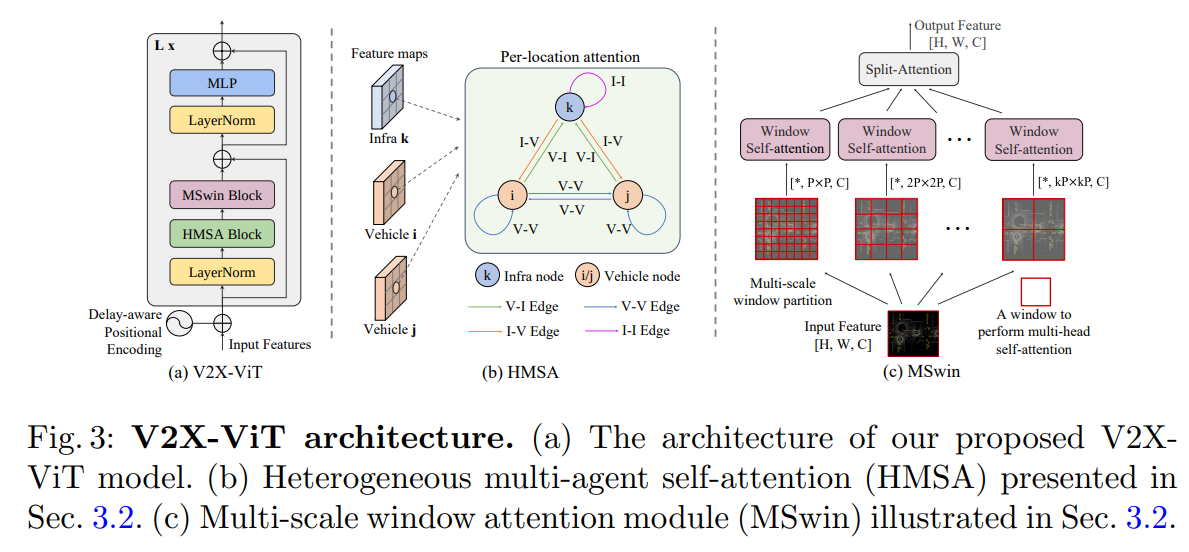 L x
MLP
LayerNorm
MSwin Block
HMSA Block
LayerNorm
Delay-aware
Positional
Encoding
Input Features
(a) V2X-ViT
Feature maps
Infra k
Vehicle i
Vehicle j
Per-location attention
k
I-I
I-V
I-V
V-I
V-I
i
V-V
V-V
j
V-V
V-V
k
Infra node
i/j
Vehicle node
V-I Edge
V-V Edge
I-V Edge
I-I Edge
(b) HMSA
Output Feature
[H, W, C]
Split-Attention
Window
Self-attention
Window
Self-attention
...
Window
Self-attention
[*, P×P, C]
[*, 2P×2P, C]
[*, kP×kP, C]
...
Multi-scale
window partition
Input Feature
[H, W, C]
A window to
perform multi-head
self-attention
(c) MSwin
Fig. 3: V2X-ViT architecture. (a) The architecture of our proposed V2X-
ViT model. (b) Heterogeneous multi-agent self-attention (HMSA) presented in
Sec. 3.2. (c) Multi-scale window attention module (MSwin) illustrated in Sec. 3.2.